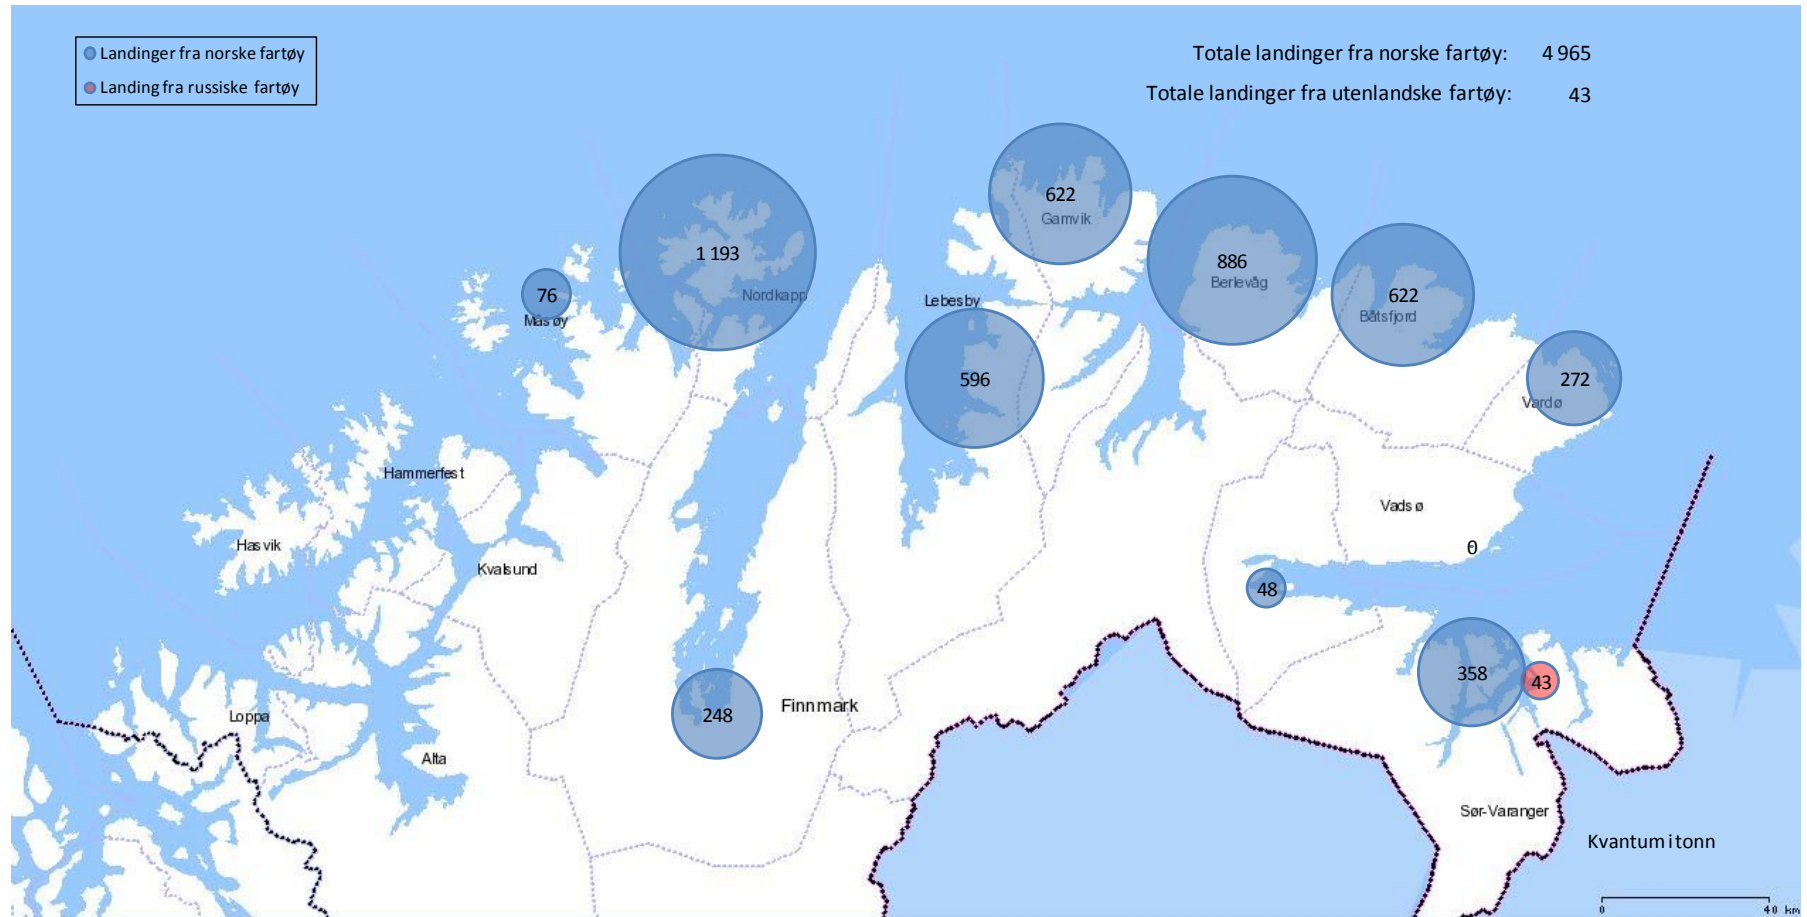 Landinger fra norske fartøy
Landing fra russiske fartøy
Totale landinger fra norske fartøy: 4 965
Totale landinger fra utenlandske fartøy: 43
622
Gamvik
1 193
Nordkapp
886
Berlevåg
76
Måsøy
Lebesby
622
Båtsfjord
596
272
Vardø
Hammerfest
Vadsø
Hasvik
0
Kvalsund
48
358
43
248
Finnmark
Loppa
Alta
Sør-Varanger
Kvantum i tonn
0 40 km